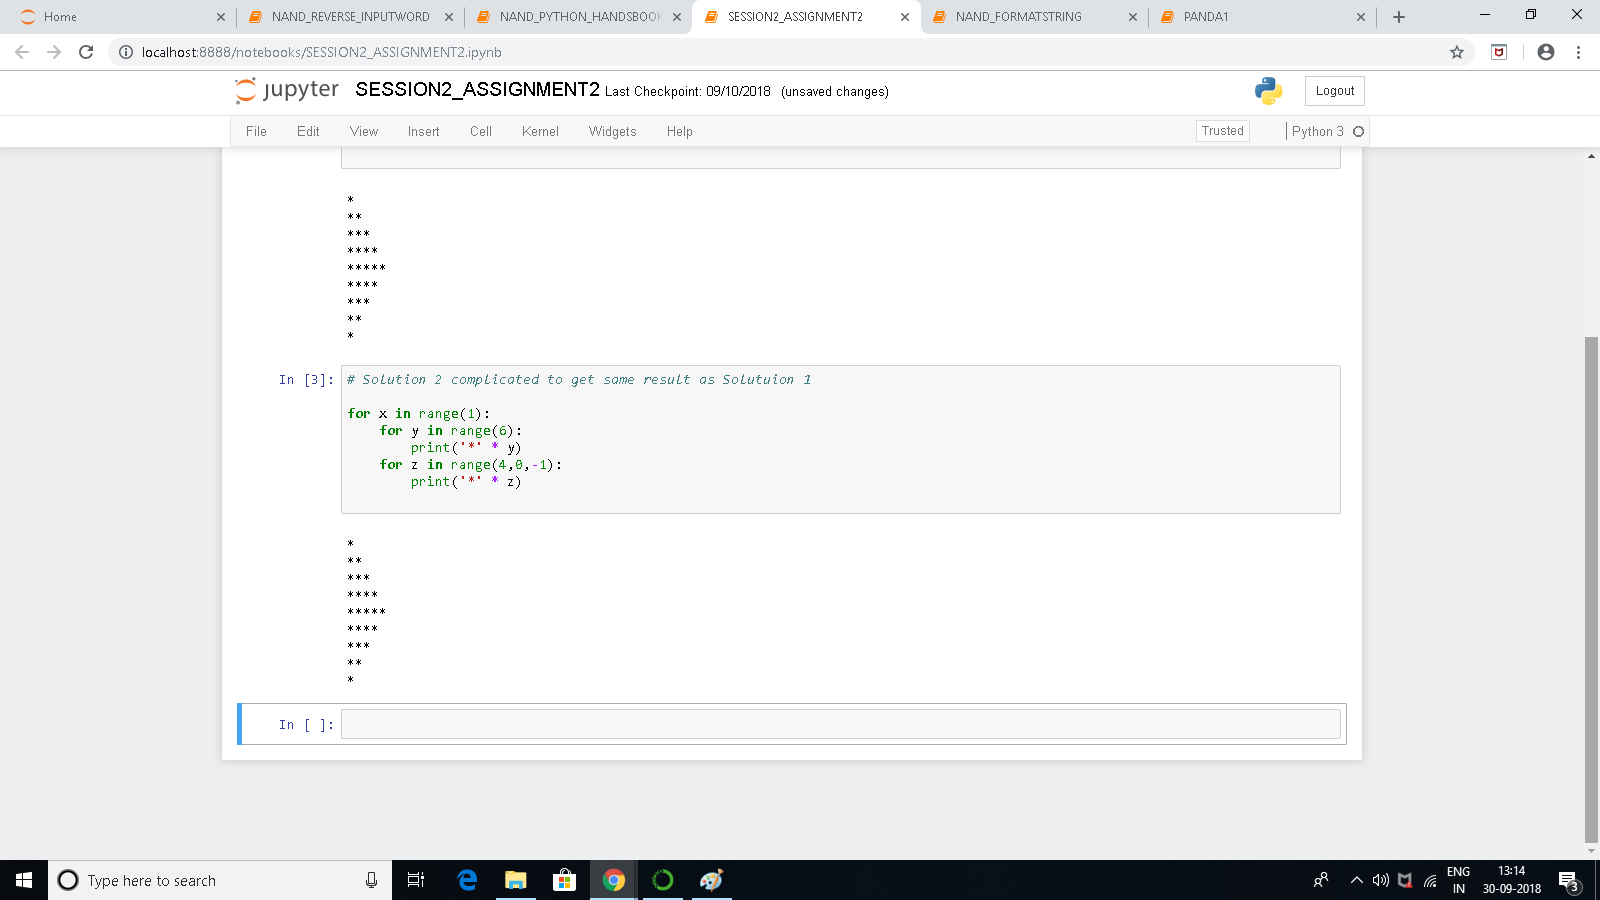 Home
NAND_REVERSE_INPUTWORD
NAND_PYTHON_HANDSBOOK
SESSION2_ASSIGNMENT2
NAND_FORMATSTRING
PANDA1
localhost:8888/notebooks/SESSION2_ASSIGNMENT2.ipynb
jupyter SESSION2_ASSIGNMENT2 Last Checkpoint: 09/10/2018 (unsaved changes)
Logout
File Edit View Insert Cell Kernel Widgets Help Trusted Python 3
*
**
***
****
*****
****
***
**
*
In [3]: # Solution 2 complicated to get same result as Solutuion 1
for x in range(1):
    for y in range(6):
        print('*' * y)
    for z in range(4,0,-1):
        print('*' * z)
*
**
***
****
*****
****
***
**
*
In [ ]:
Type here to search
ENG
IN
13:14
30-09-2018
3